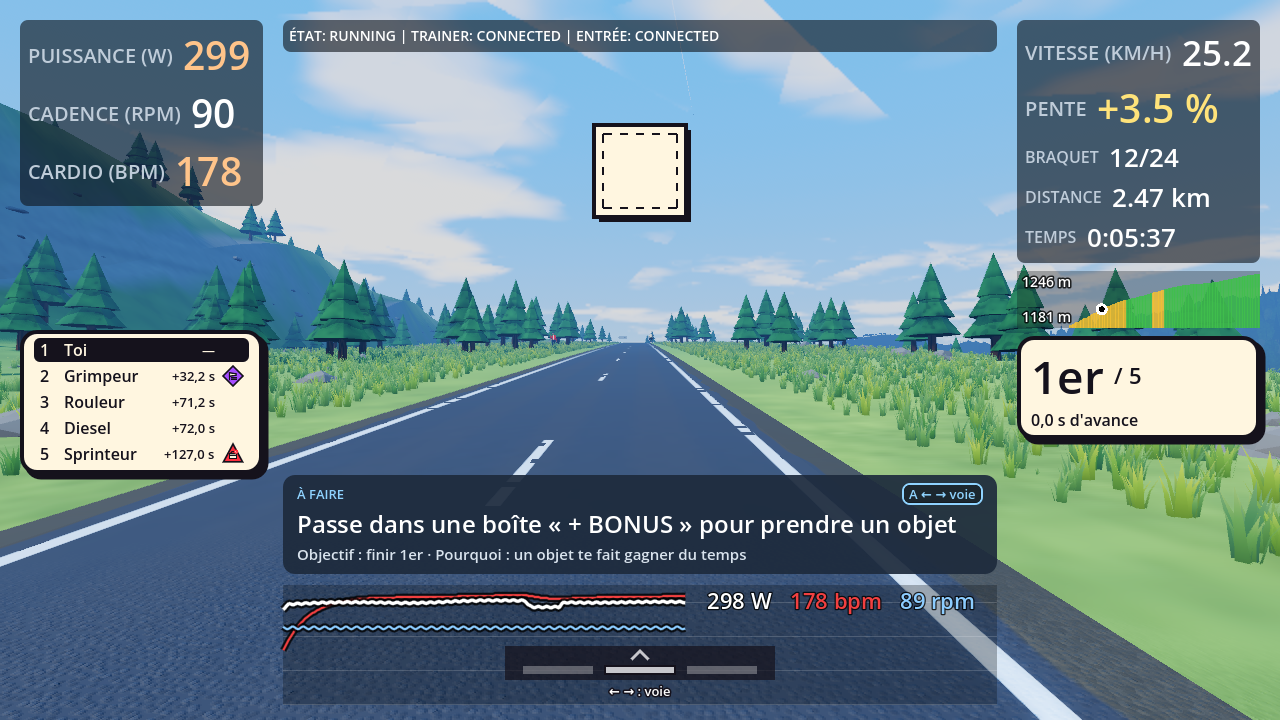 PUISSANCE (W) 299
CADENCE (RPM) 90
CARDIO (BPM) 178
ÉTAT: RUNNING | TRAINER: CONNECTED | ENTRÉE: CONNECTED
VITESSE (KM/H) 25.2
PENTE +3.5 %
BRAQUET 12/24
DISTANCE 2.47 km
TEMPS 0:05:37
1246 m
1181 m
1 Toi —
2 Grimpeur +32,2 s
3 Rouleur +71,2 s
4 Diesel +72,0 s
5 Sprinteur +127,0 s
1er / 5
0,0 s d'avance
À FAIRE
A ← → voie
Passe dans une boîte « + BONUS » pour prendre un objet
Objectif : finir 1er · Pourquoi : un objet te fait gagner du temps
298 W 178 bpm 89 rpm
← → : voie